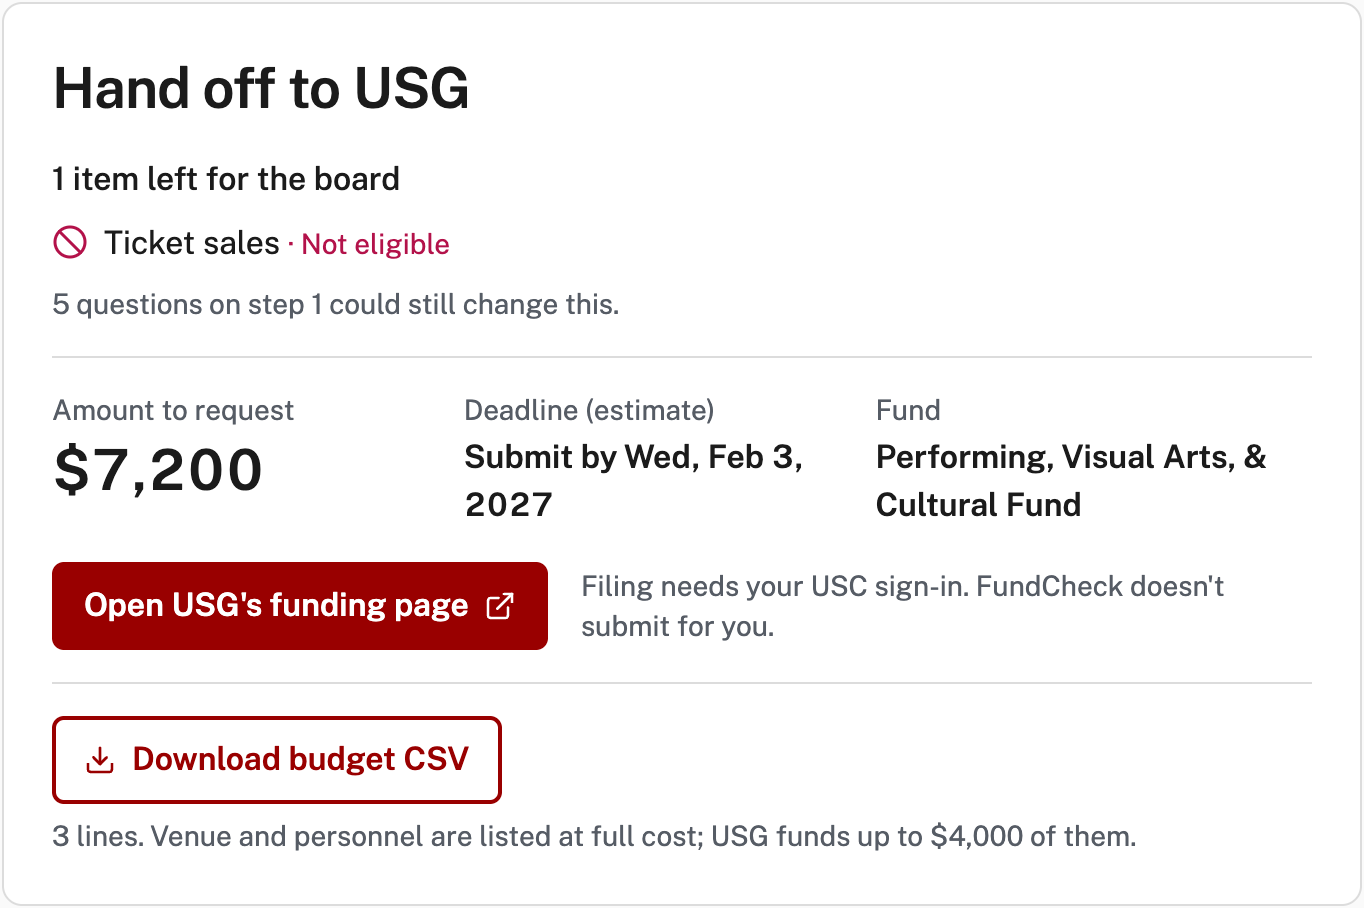 Hand off to USG
1 item left for the board
Ticket sales · Not eligible
5 questions on step 1 could still change this.
Amount to request
$7,200
Deadline (estimate)
Submit by Wed, Feb 3,
2027
Fund
Performing, Visual Arts, &
Cultural Fund
Open USG's funding page
Filing needs your USC sign-in. FundCheck doesn't
submit for you.
Download budget CSV
3 lines. Venue and personnel are listed at full cost; USG funds up to $4,000 of them.